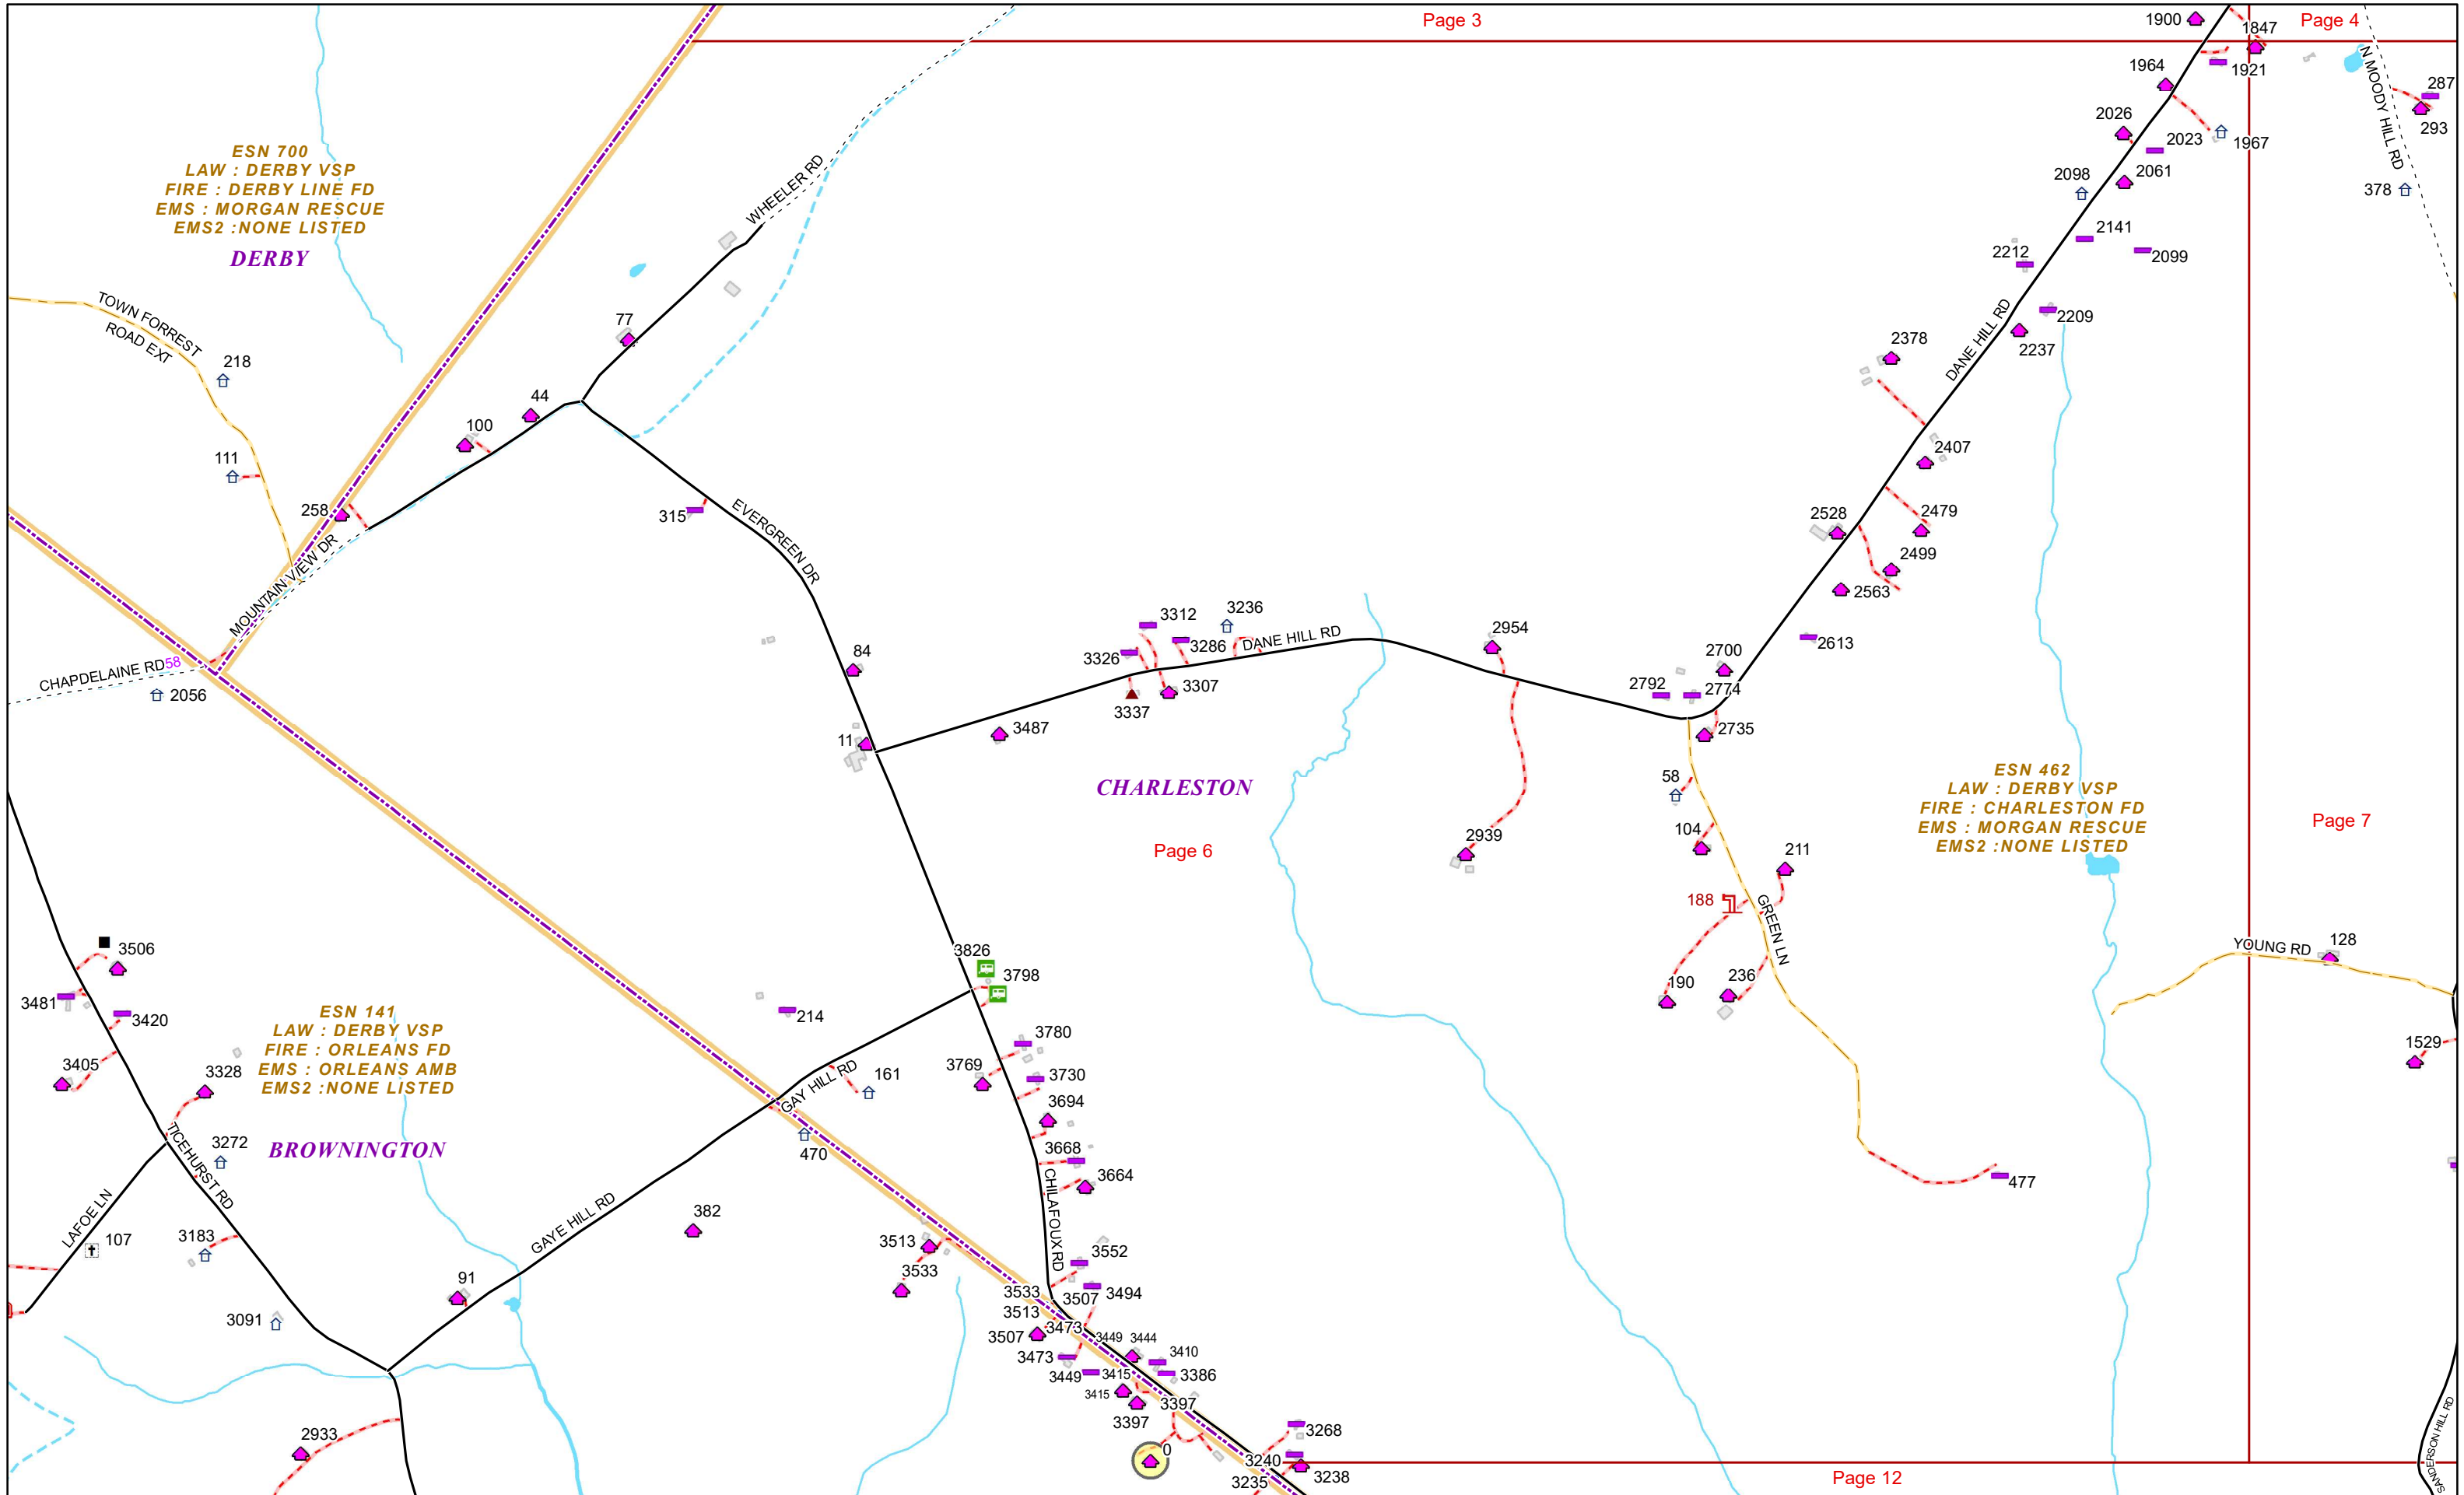 Page 3
Page 4
1900
1847
1921
1964
N MOODY HILL RD
287
293
2026
2023
1967
2061
2098
378
2141
2099
2212
2209
2237
DANE HILL RD
2378
2407
2479
2528
2499
2563
2613
ESN 700
LAW : DERBY VSP
FIRE : DERBY LINE FD
EMS : MORGAN RESCUE
EMS2 :NONE LISTED
DERBY
WHEELER RD
TOWN FORREST
ROAD EXT
218
111
77
44
100
258
315
EVERGREEN DR
MOUNTAIN VIEW DR
CHAPDELAINE RD
58
2056
84
11
3312
3236
3286
3326
DANE HILL RD
3307
3337
3487
2954
2700
2792
2774
2735
CHARLESTON
Page 6
58
104
2939
211
188
GREEN LN
190
236
ESN 462
LAW : DERBY VSP
FIRE : CHARLESTON FD
EMS : MORGAN RESCUE
EMS2 :NONE LISTED
Page 7
YOUNG RD
128
1529
477
3506
3481
3420
3405
3328
ESN 141
LAW : DERBY VSP
FIRE : ORLEANS FD
EMS : ORLEANS AMB
EMS2 :NONE LISTED
BROWNINGTON
3272
TICEHURST RD
LAFOE LN
107
3183
3091
2933
3826
3798
214
GAY HILL RD
161
470
3780
3769
3730
3694
3668
3664
CHILAFOUX RD
GAYE HILL RD
382
91
3513
3533
3552
3494
3533
3507
3513
3507
3473
3449
3444
3473
3410
3449
3415
3386
3415
3397
3397
0
3268
3240
3235
3238
Page 12
SANDERSON HILL RD